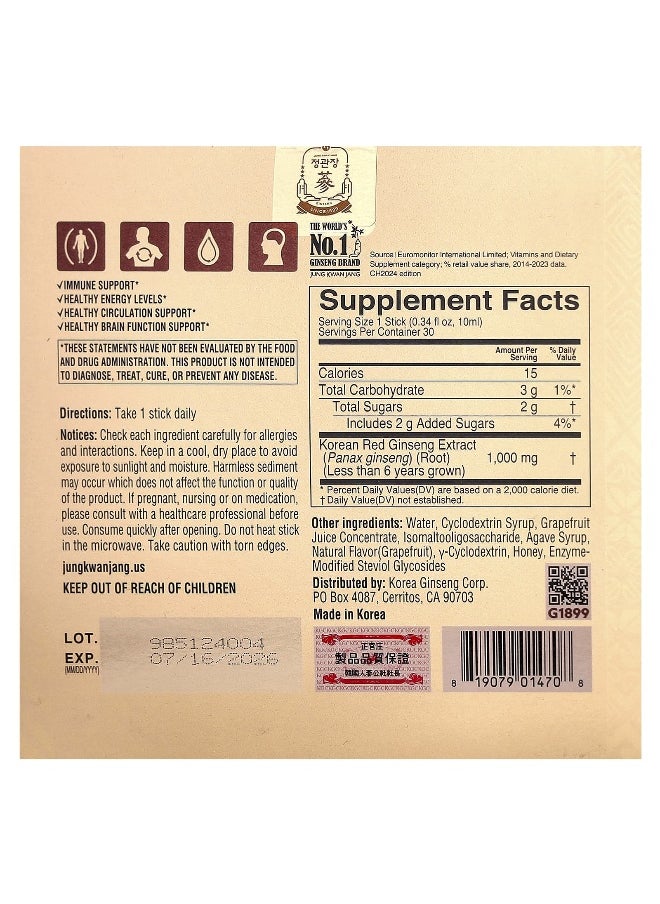 정관장
蔘
SINCE 1899
THE WORLD'S
No.1
GINSENG BRAND
JUNG KWAN JANG
Source | Euromonitor International Limited; Vitamins and Dietary
Supplement category; % retail value share, 2014-2023 data.
CH2024 edition
✓IMMUNE SUPPORT*
✓HEALTHY ENERGY LEVELS*
✓HEALTHY CIRCULATION SUPPORT*
✓HEALTHY BRAIN FUNCTION SUPPORT*
*THESE STATEMENTS HAVE NOT BEEN EVALUATED BY THE FOOD
AND DRUG ADMINISTRATION. THIS PRODUCT IS NOT INTENDED
TO DIAGNOSE, TREAT, CURE, OR PREVENT ANY DISEASE.
Directions: Take 1 stick daily
Notices: Check each ingredient carefully for allergies
and interactions. Keep in a cool, dry place to avoid
exposure to sunlight and moisture. Harmless sediment
may occur which does not affect the function or quality
of the product. If pregnant, nursing or on medication,
please consult with a healthcare professional before
use. Consume quickly after opening. Do not heat stick
in the microwave. Take caution with torn edges.
jungkwanjang.us
KEEP OUT OF REACH OF CHILDREN
LOT. 985124004
EXP. 07/16/2026
(MM/DD/YYYY)
Supplement Facts
Serving Size 1 Stick (0.34 fl oz, 10ml)
Servings Per Container 30
Amount Per Serving % Daily Value
Calories 15
Total Carbohydrate 3 g 1%*
Total Sugars 2 g †
Includes 2 g Added Sugars 4%*
Korean Red Ginseng Extract
(Panax ginseng) (Root) 1,000 mg †
(Less than 6 years grown)
* Percent Daily Values(DV) are based on a 2,000 calorie diet.
† Daily Value(DV) not established.
Other ingredients: Water, Cyclodextrin Syrup, Grapefruit
Juice Concentrate, Isomaltooligosaccharide, Agave Syrup,
Natural Flavor(Grapefruit), γ-Cyclodextrin, Honey, Enzyme-
Modified Steviol Glycosides
Distributed by: Korea Ginseng Corp.
PO Box 4087, Cerritos, CA 90703
Made in Korea
G1899
正官庄
製品品質保證
韓國人蔘公社社長
8 19079 01470 8